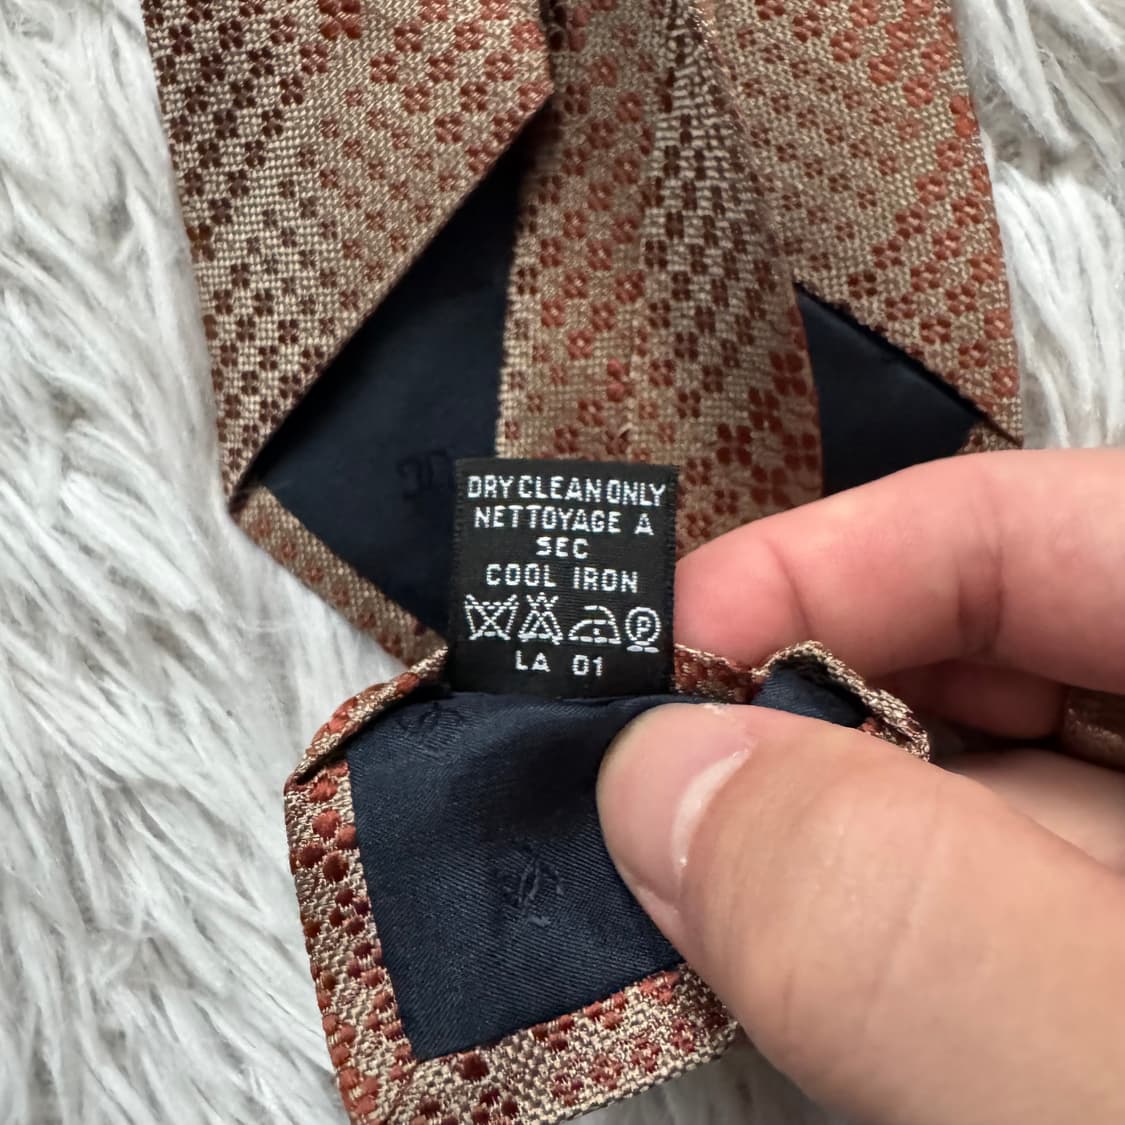 DRY CLEAN ONLY
NETTOYAGE A
SEC
COOL IRON
P
LA 01